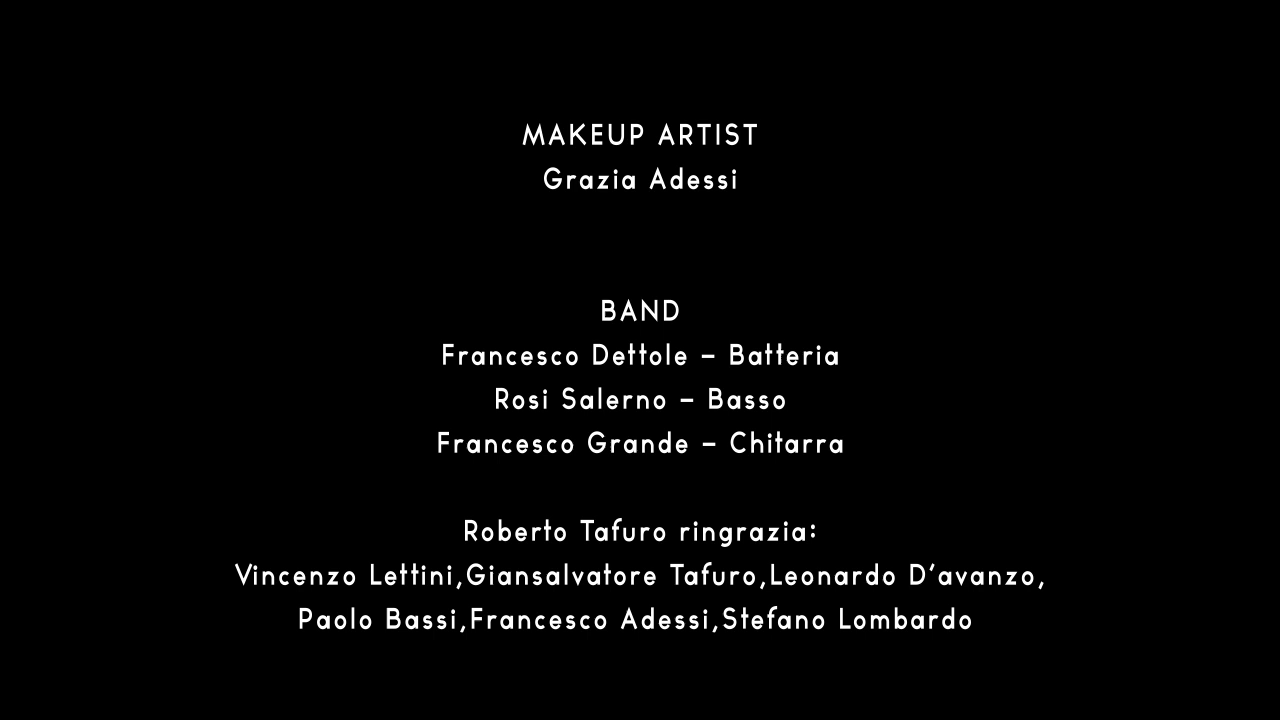 MAKEUP ARTIST
Grazia Adessi
BAND
Francesco Dettole – Batteria
Rosi Salerno – Basso
Francesco Grande – Chitarra
Roberto Tafuro ringrazia:
Vincenzo Lettini,Giansalvatore Tafuro,Leonardo D'avanzo,
Paolo Bassi,Francesco Adessi,Stefano Lombardo